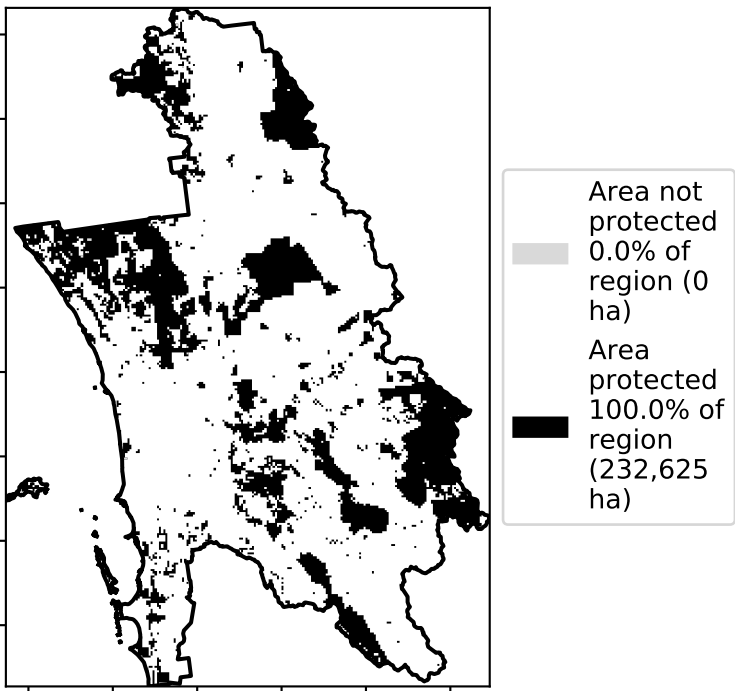 Area not
protected
0.0% of
region (0
ha)
Area
protected
100.0% of
region
(232,625
ha)